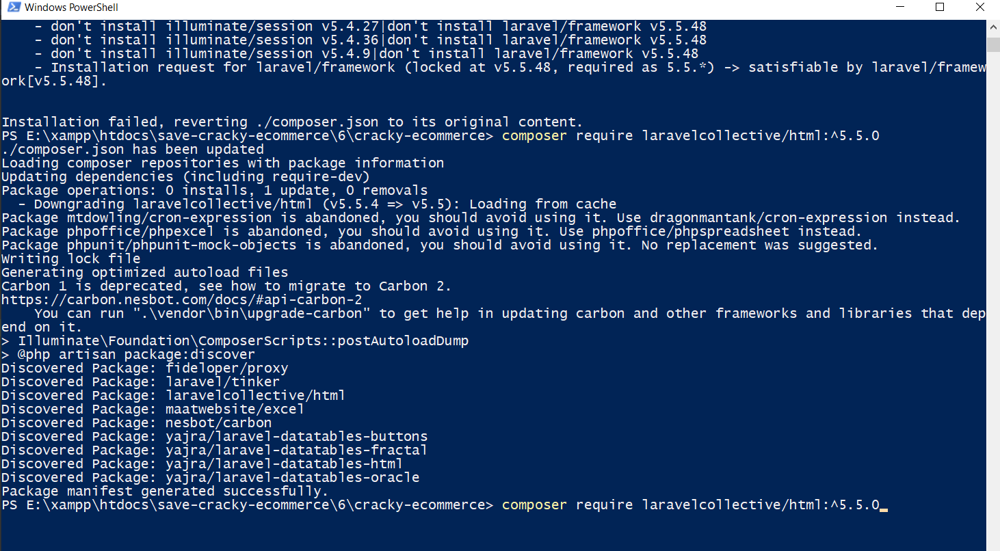 Windows PowerShell
- don't install illuminate/session v5.4.27|don't install laravel/framework v5.5.48
- don't install illuminate/session v5.4.36|don't install laravel/framework v5.5.48
- don't install illuminate/session v5.4.9|don't install laravel/framework v5.5.48
- Installation request for laravel/framework (locked at v5.5.48, required as 5.5.*) -> satisfiable by laravel/framew
ork[v5.5.48].
Installation failed, reverting ./composer.json to its original content.
PS E:\xampp\htdocs\save-cracky-ecommerce\6\cracky-ecommerce> composer require laravelcollective/html:^5.5.0
./composer.json has been updated
Loading composer repositories with package information
Updating dependencies (including require-dev)
Package operations: 0 installs, 1 update, 0 removals
- Downgrading laravelcollective/html (v5.5.4 => v5.5): Loading from cache
Package mtdowling/cron-expression is abandoned, you should avoid using it. Use dragonmantank/cron-expression instead.
Package phpoffice/phpexcel is abandoned, you should avoid using it. Use phpoffice/phpspreadsheet instead.
Package phpunit/phpunit-mock-objects is abandoned, you should avoid using it. No replacement was suggested.
Writing lock file
Generating optimized autoload files
Carbon 1 is deprecated, see how to migrate to Carbon 2.
https://carbon.nesbot.com/docs/#api-carbon-2
You can run ".\vendor\bin\upgrade-carbon" to get help in updating carbon and other frameworks and libraries that dep
end on it.
> Illuminate\Foundation\ComposerScripts::postAutoloadDump
> @php artisan package:discover
Discovered Package: fideloper/proxy
Discovered Package: laravel/tinker
Discovered Package: laravelcollective/html
Discovered Package: maatwebsite/excel
Discovered Package: nesbot/carbon
Discovered Package: yajra/laravel-datatables-buttons
Discovered Package: yajra/laravel-datatables-fractal
Discovered Package: yajra/laravel-datatables-html
Discovered Package: yajra/laravel-datatables-oracle
Package manifest generated successfully.
PS E:\xampp\htdocs\save-cracky-ecommerce\6\cracky-ecommerce> composer require laravelcollective/html:^5.5.0